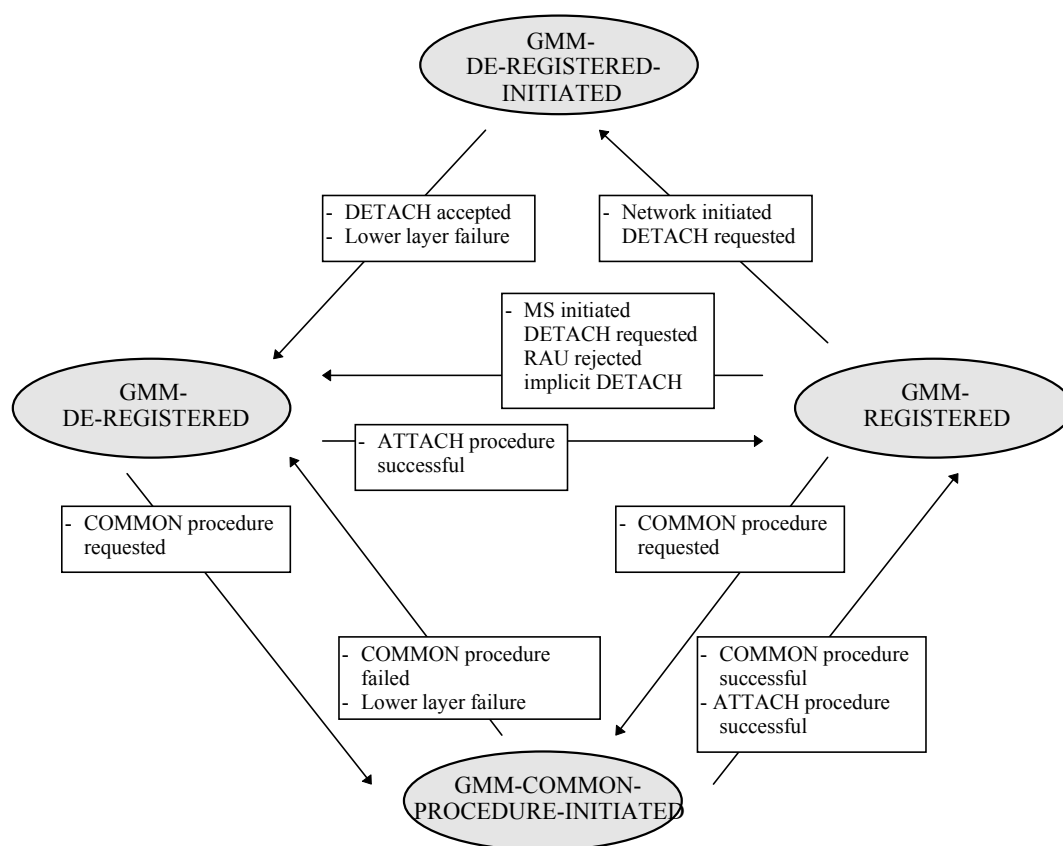 GMM-
DE-REGISTERED-
INITIATED
- DETACH accepted
- Lower layer failure
- Network initiated
DETACH requested
- MS initiated
DETACH requested
RAU rejected
implicit DETACH
GMM-
DE-REGISTERED
GMM-
REGISTERED
- ATTACH procedure
successful
- COMMON procedure
requested
- COMMON procedure
requested
- COMMON procedure
failed
- Lower layer failure
- COMMON procedure
successful
- ATTACH procedure
successful
GMM-COMMON-
PROCEDURE-INITIATED